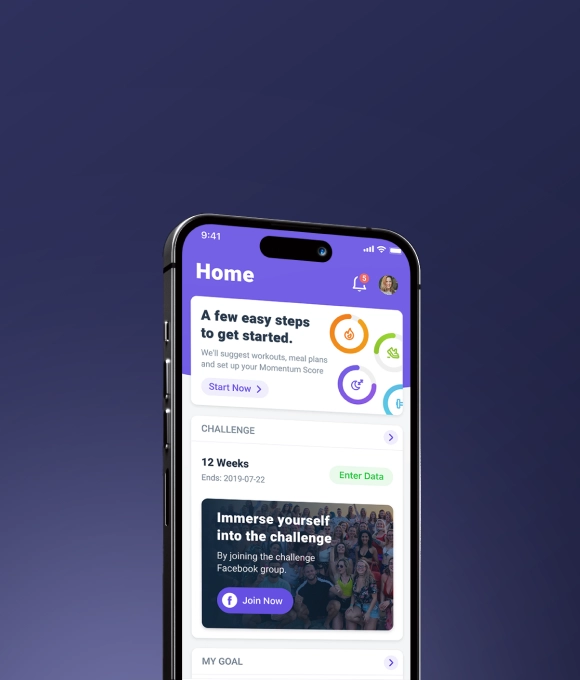 9:41
Home
5
A few easy steps
to get started.
We'll suggest workouts, meal plans
and set up your Momentum Score
Start Now
CHALLENGE
12 Weeks
Ends: 2019-07-22
Enter Data
Immerse yourself
into the challenge
By joining the challenge
Facebook group.
f Join Now
MY GOAL